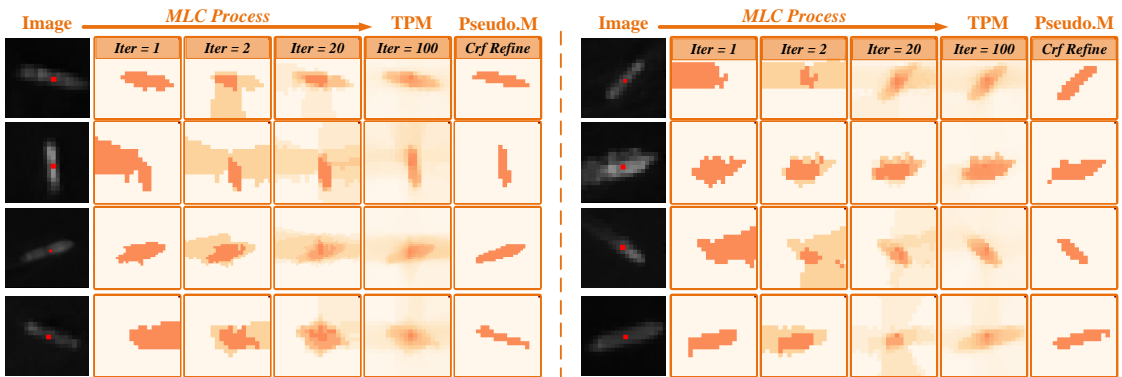 Image MLC Process TPM Pseudo.M
Iter = 1 Iter = 2 Iter = 20 Iter = 100 Crf Refine
Image MLC Process TPM Pseudo.M
Iter = 1 Iter = 2 Iter = 20 Iter = 100 Crf Refine